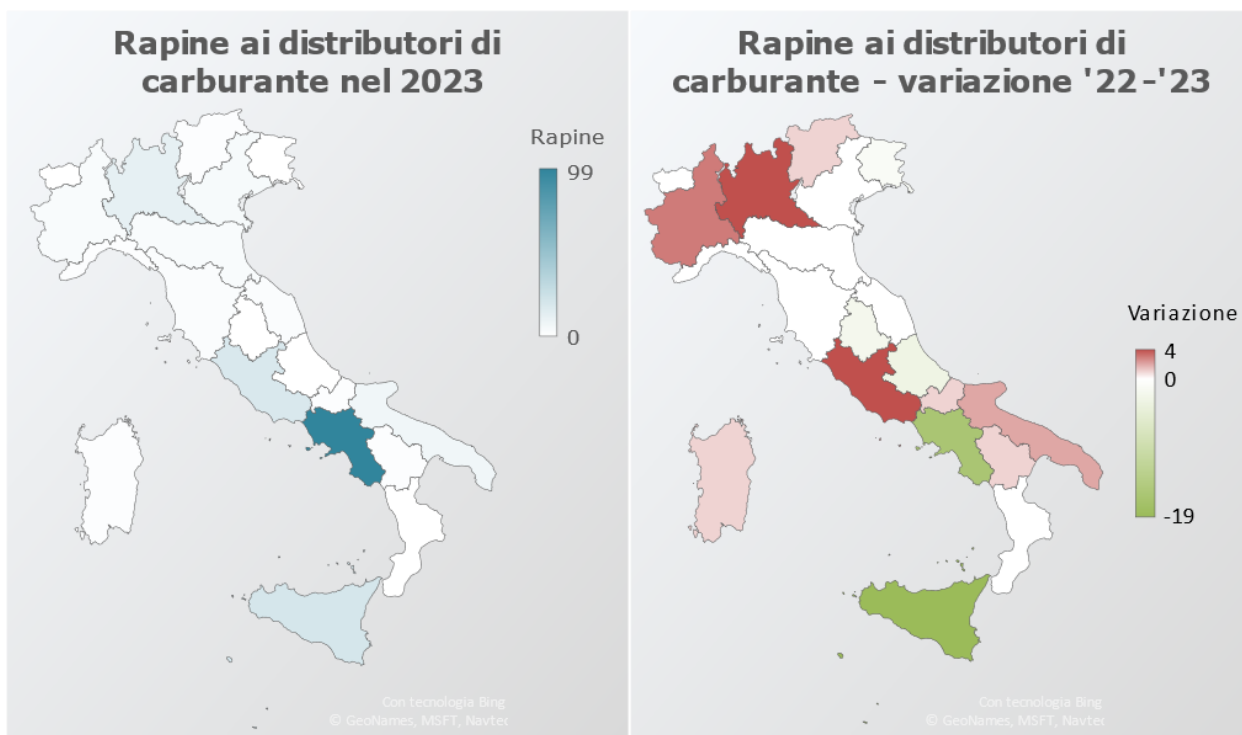 Rapine ai distributori di
carburante nel 2023
Rapine
99
0
Con tecnologia Bing
© GeoNames, MSFT, Navtec
Rapine ai distributori di
carburante - variazione '22-'23
Variazione
4
0
-19
Con tecnologia Bing
© GeoNames, MSFT, Navtec